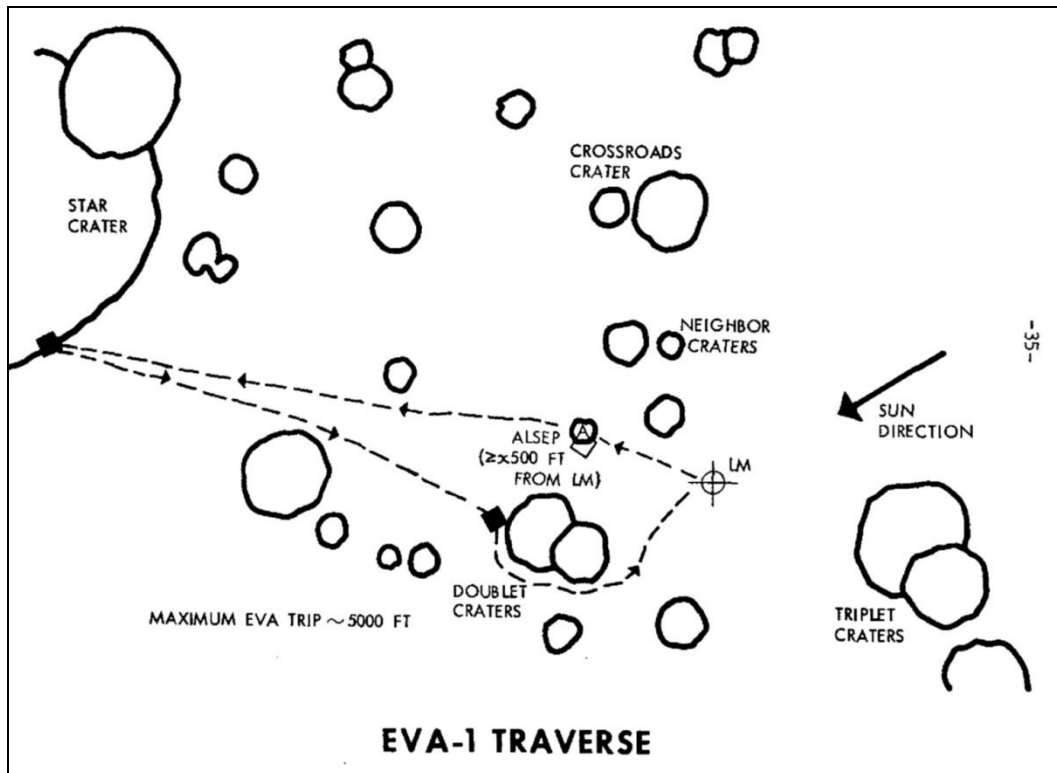 CROSSROADS
CRATER
STAR
CRATER
NEIGHBOR
CRATERS
-35-
SUN
DIRECTION
A
ALSEP
(≥x500 FT
FROM LM)
LM
DOUBLET
CRATERS
MAXIMUM EVA TRIP ~ 5000 FT
TRIPLET
CRATERS
EVA-1 TRAVERSE